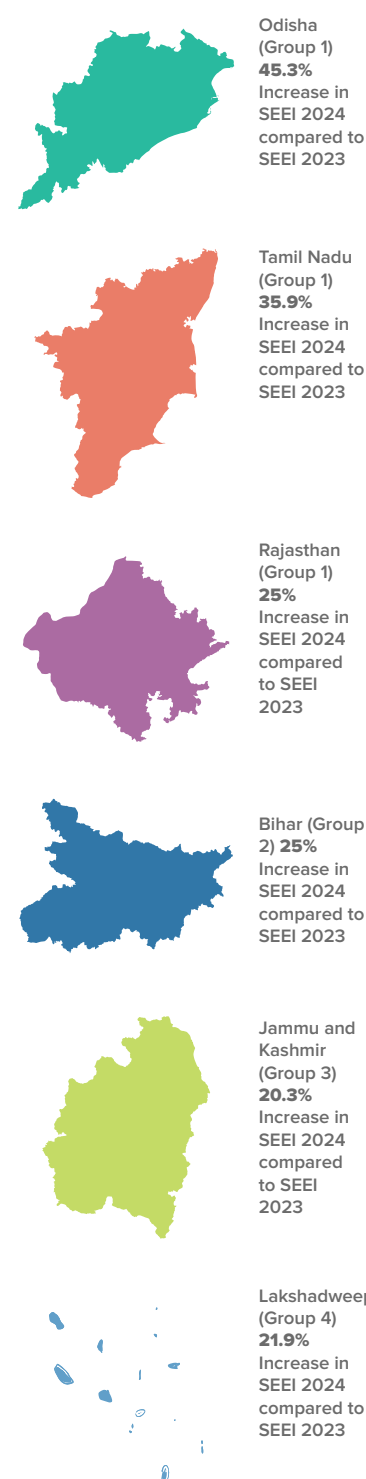 Odisha
(Group 1)
45.3%
Increase in
SEEI 2024
compared to
SEEI 2023
Tamil Nadu
(Group 1)
35.9%
Increase in
SEEI 2024
compared to
SEEI 2023
Rajasthan
(Group 1)
25%
Increase in
SEEI 2024
compared
to SEEI
2023
Bihar (Group
2) 25%
Increase in
SEEI 2024
compared to
SEEI 2023
Jammu and
Kashmir
(Group 3)
20.3%
Increase in
SEEI 2024
compared
to SEEI
2023
Lakshadweep
(Group 4)
21.9%
Increase in
SEEI 2024
compared to
SEEI 2023